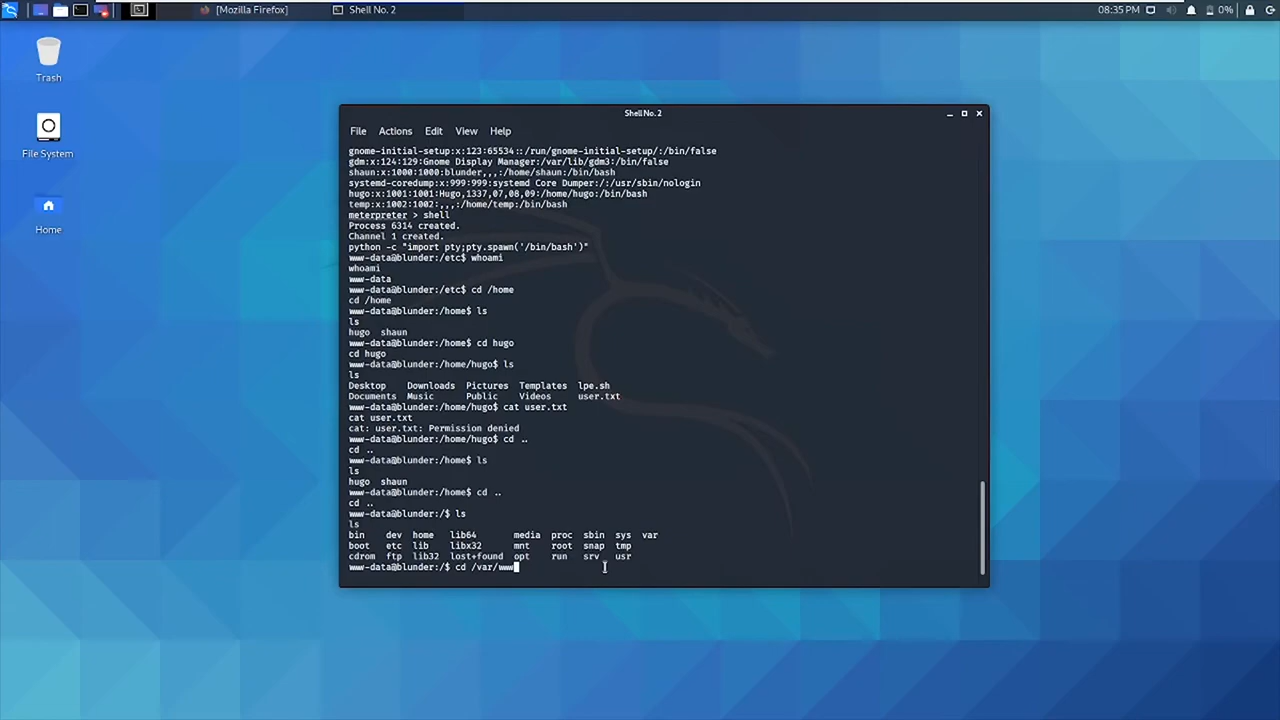 [Mozilla Firefox]
Shell No. 2
08:35 PM
0%
Trash
File System
Home
Shell No. 2
File Actions Edit View Help
gnome-initial-setup:x:123:65534::/run/gnome-initial-setup/:/bin/false
gdm:x:124:129:Gnome Display Manager:/var/lib/gdm3:/bin/false
shaun:x:1000:1000:blunder,,,:/home/shaun:/bin/bash
systemd-coredump:x:999:999:systemd Core Dumper:/:/usr/sbin/nologin
hugo:x:1001:1001:Hugo,1337,07,08,09:/home/hugo:/bin/bash
temp:x:1002:1002:,,,:/home/temp:/bin/bash
meterpreter > shell
Process 6314 created.
Channel 1 created.
python -c "import pty;pty.spawn('/bin/bash')"
www-data@blunder:/etc$ whoami
whoami
www-data
www-data@blunder:/etc$ cd /home
cd /home
www-data@blunder:/home$ ls
ls
hugo  shaun
www-data@blunder:/home$ cd hugo
cd hugo
www-data@blunder:/home/hugo$ ls
ls
Desktop    Downloads  Pictures  Templates  lpe.sh
Documents  Music      Public    Videos     user.txt
www-data@blunder:/home/hugo$ cat user.txt
cat user.txt
cat: user.txt: Permission denied
www-data@blunder:/home/hugo$ cd ..
cd ..
www-data@blunder:/home$ ls
ls
hugo  shaun
www-data@blunder:/home$ cd ..
cd ..
www-data@blunder:/$ ls
ls
bin    dev  home   lib64       media  proc  sbin  sys  var
boot   etc  lib    libx32      mnt    root  snap  tmp
cdrom  ftp  lib32  lost+found  opt    run   srv   usr
www-data@blunder:/$ cd /var/www